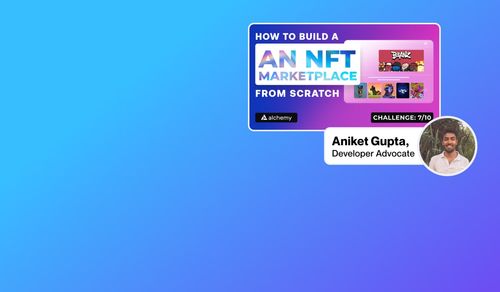 HOW TO BUILD A
AN NFT
MARKETPLACE
FROM SCRATCH
alchemy
CHALLENGE: 7/10
Aniket Gupta,
Developer Advocate